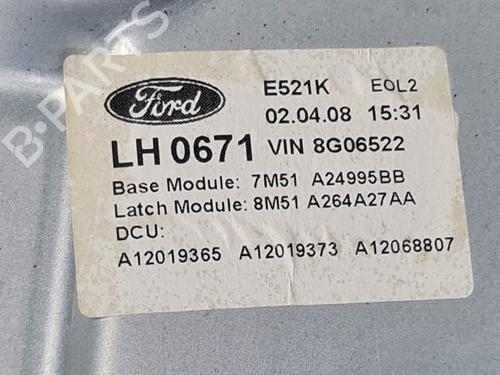 B-PARTS
Ford
E521K EOL2
02.04.08 15:31
LH 0671 VIN 8G06522
Base Module: 7M51 A24995BB
Latch Module: 8M51 A264A27AA
DCU:
A12019365 A12019373 A12068807